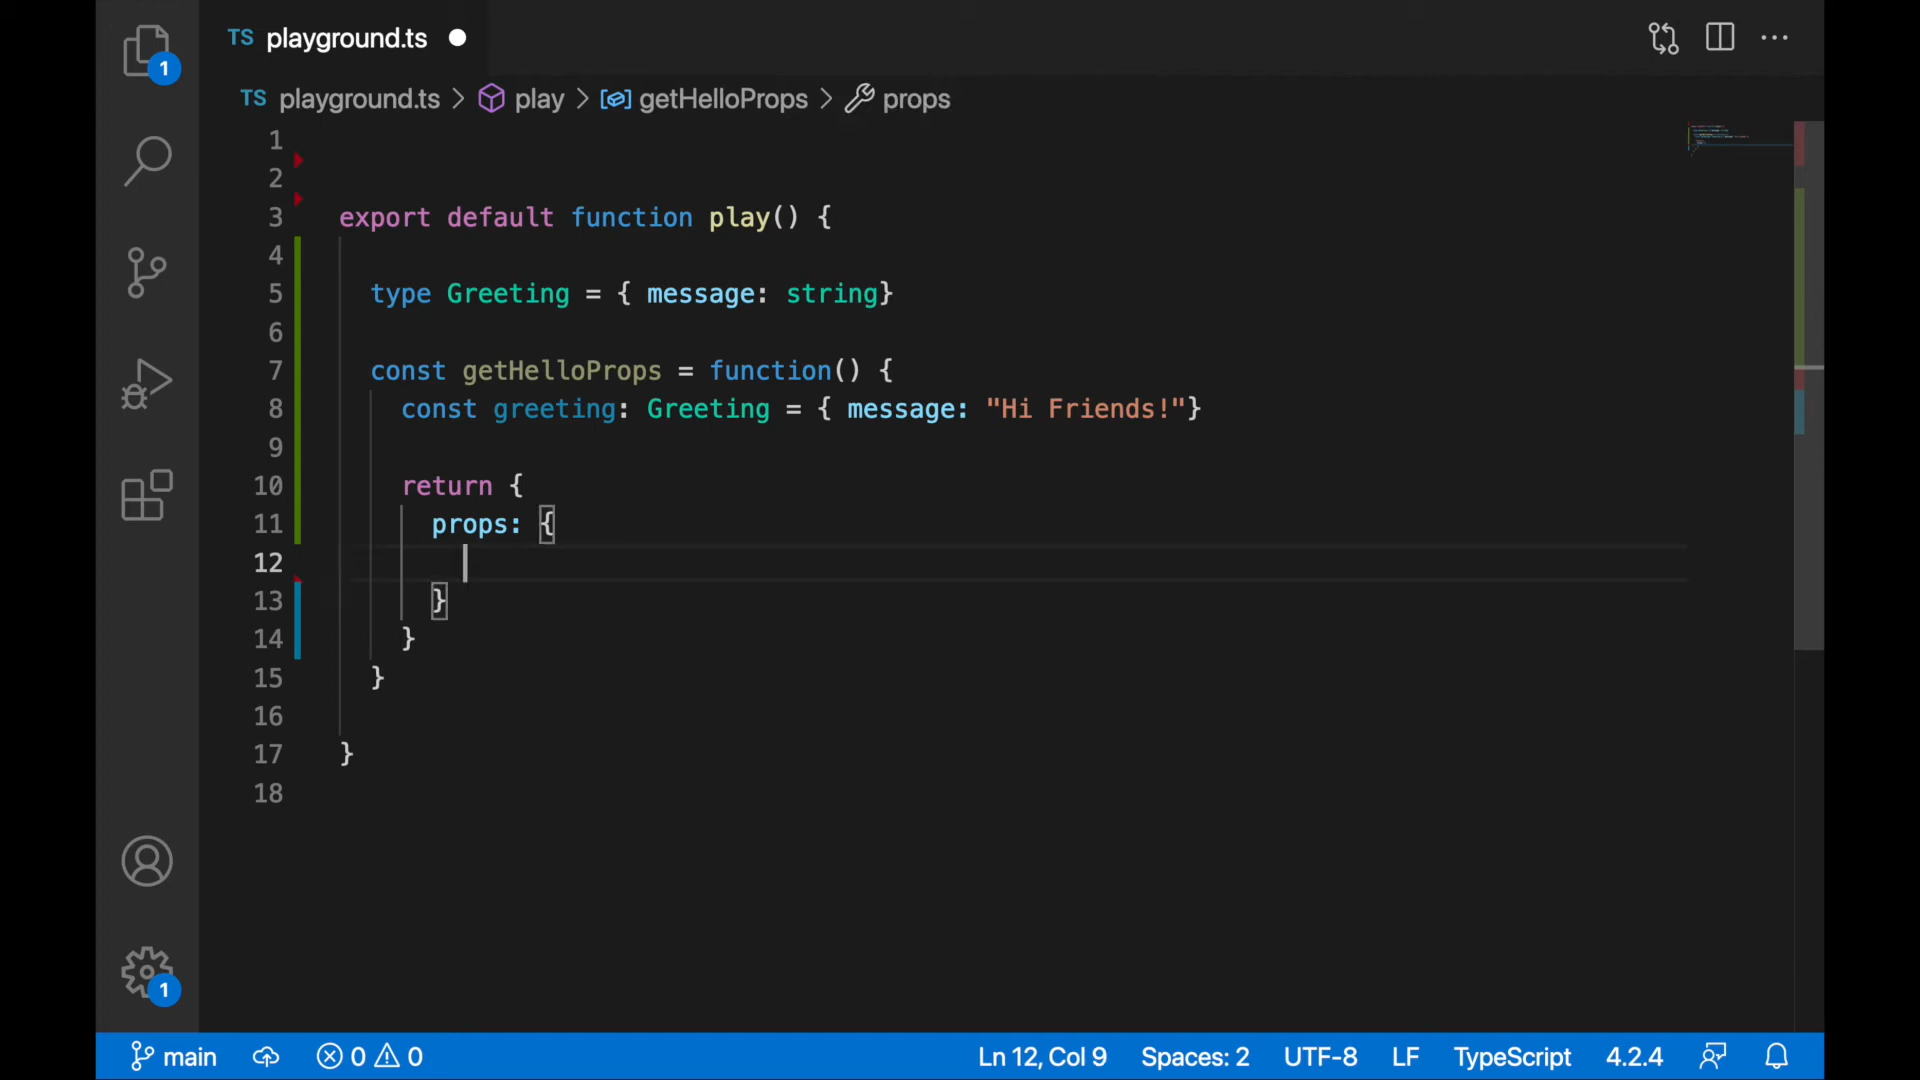 TS playground.ts
TS playground.ts > play > getHelloProps > props
1
2
3 export default function play() {
4
5 type Greeting = { message: string}
6
7 const getHelloProps = function() {
8 const greeting: Greeting = { message: "Hi Friends!"}
9
10 return {
11 props: {
12
13 }
14 }
15 }
16
17 }
18
1
1
main 0 0 Ln 12, Col 9 Spaces: 2 UTF-8 LF TypeScript 4.2.4